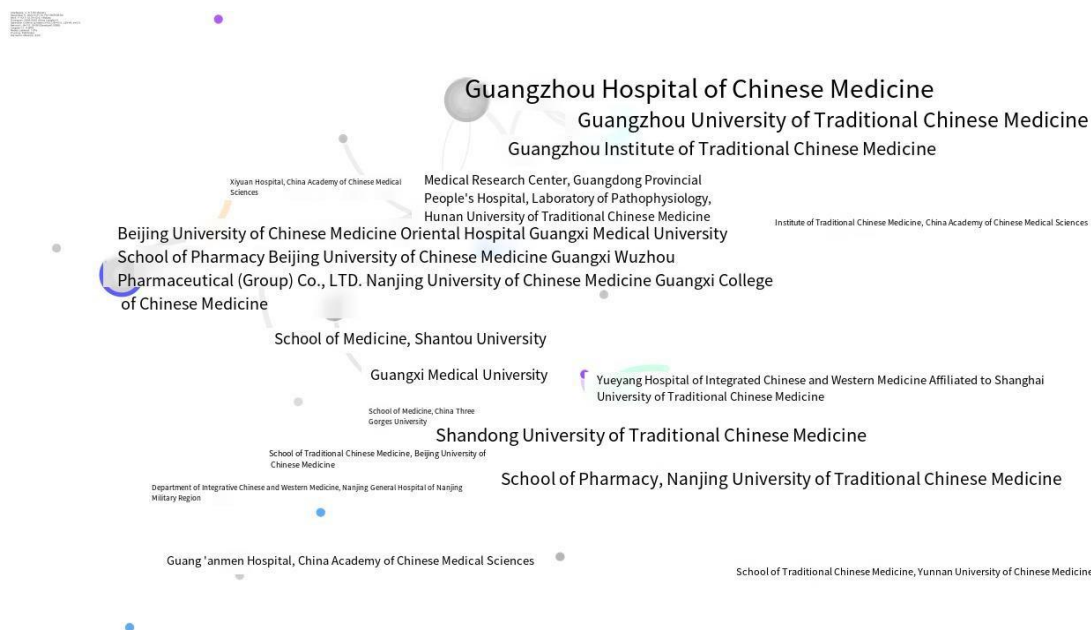 Guangzhou Hospital of Chinese Medicine
Guangzhou University of Traditional Chinese Medicine
Guangzhou Institute of Traditional Chinese Medicine
Xiyuan Hospital, China Academy of Chinese Medical
Sciences
Medical Research Center, Guangdong Provincial
People's Hospital, Laboratory of Pathophysiology,
Hunan University of Traditional Chinese Medicine
Institute of Traditional Chinese Medicine, China Academy of Chinese Medical Sciences
Beijing University of Chinese Medicine Oriental Hospital Guangxi Medical University
School of Pharmacy Beijing University of Chinese Medicine Guangxi Wuzhou
Pharmaceutical (Group) Co., LTD. Nanjing University of Chinese Medicine Guangxi College
of Chinese Medicine
School of Medicine, Shantou University
Guangxi Medical University
Yueyang Hospital of Integrated Chinese and Western Medicine Affiliated to Shanghai
University of Traditional Chinese Medicine
School of Medicine, China Three
Gorges University
Shandong University of Traditional Chinese Medicine
School of Traditional Chinese Medicine, Beijing University of
Chinese Medicine
School of Pharmacy, Nanjing University of Traditional Chinese Medicine
Department of Integrative Chinese and Western Medicine, Nanjing General Hospital of Nanjing
Military Region
Guang 'anmen Hospital, China Academy of Chinese Medical Sciences
School of Traditional Chinese Medicine, Yunnan University of Chinese Medicine